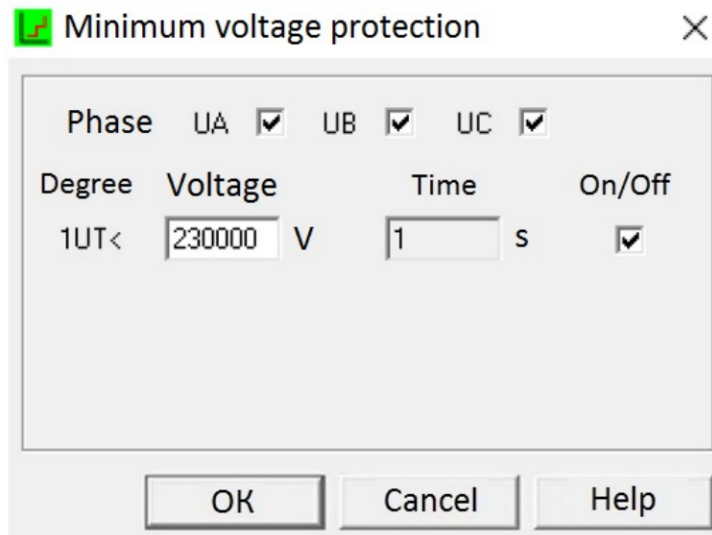 Minimum voltage protection
Phase UA UB UC
Degree Voltage Time On/Off
1UT< 230000 V 1 s
OK Cancel Help